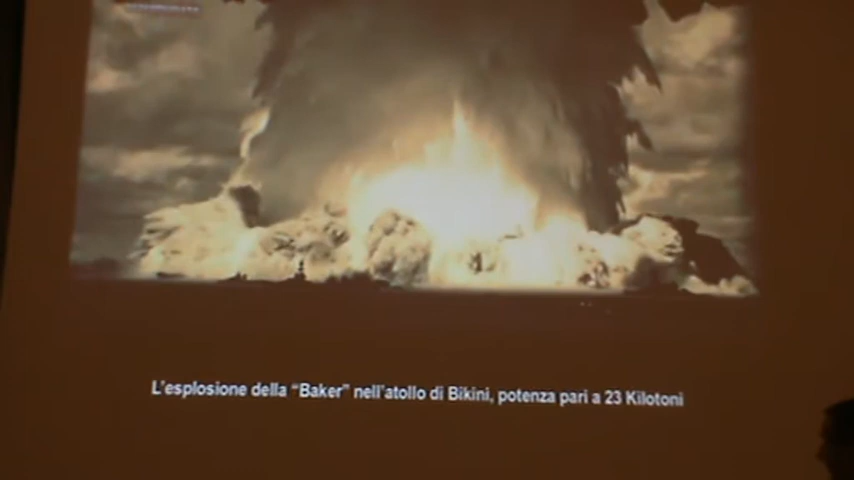 L'esplosione della "Baker" nell'atollo di Bikini, potenza pari a 23 Kilotoni